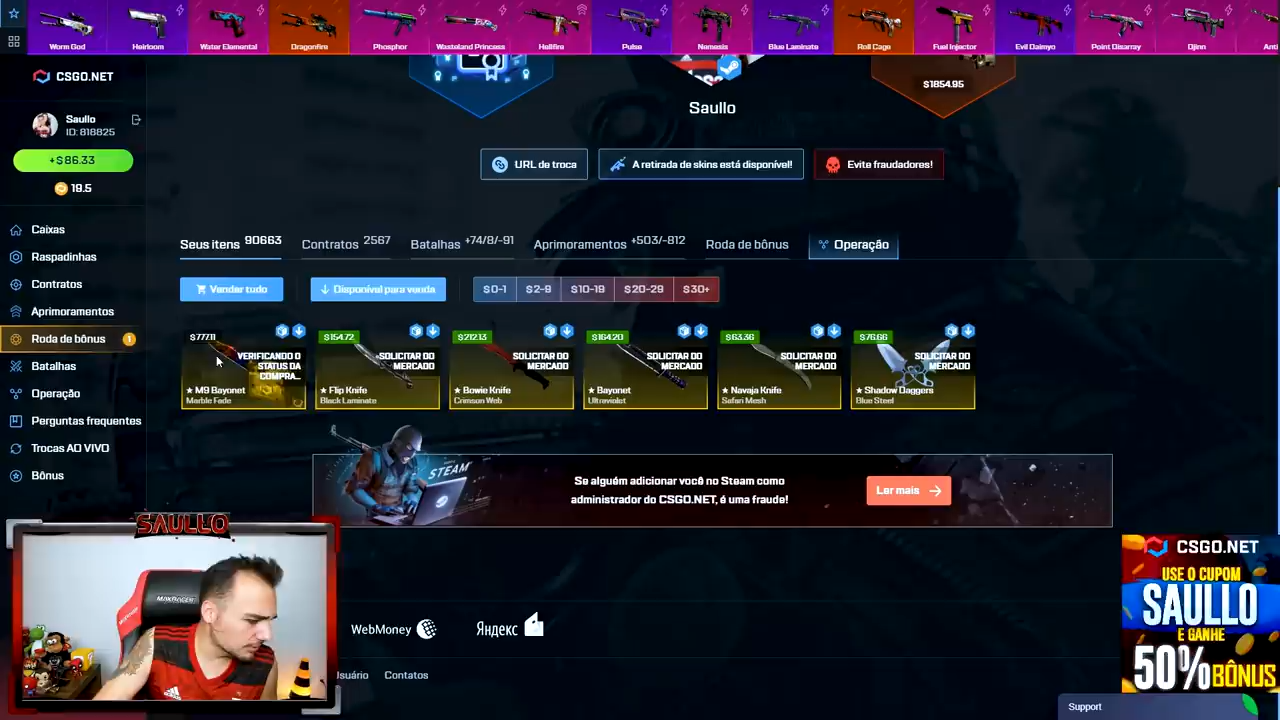 Worm God
Heirloom
Water Elemental
Dragonfire
Phosphor
Wasteland Princess
Hellfire
Pulse
Nemesis
Blue Laminate
Roll Cage
Fuel Injector
Evil Daimyo
Point Disarray
Djinn
Anti
CSGO.NET
Saullo
ID: 818825
+$86.33
19.5
Caixas
Raspadinhas
Contratos
Aprimoramentos
Roda de bônus 1
Batalhas
Operação
Perguntas frequentes
Trocas AO VIVO
Bônus
$1854.95
Saullo
URL de troca
A retirada de skins está disponível!
Evite fraudadores!
Seus itens 90663
Contratos 2567
Batalhas +74/8/-91
Aprimoramentos +503/-812
Roda de bônus
Operação
Vender tudo
Disponível para venda
$0-1
$2-9
$10-19
$20-29
$30+
$777.11
VERIFICANDO O
STATUS DA
COMPRA...
★ M9 Bayonet
Marble Fade
$154.72
SOLICITAR DO
MERCADO
★ Flip Knife
Black Laminate
$212.13
SOLICITAR DO
MERCADO
★ Bowie Knife
Crimson Web
$164.20
SOLICITAR DO
MERCADO
★ Bayonet
Ultraviolet
$63.36
SOLICITAR DO
MERCADO
★ Navaja Knife
Safari Mesh
$76.66
SOLICITAR DO
MERCADO
★ Shadow Daggers
Blue Steel
STEAM
Se alguém adicionar você no Steam como
administrador do CSGO.NET, é uma fraude!
Ler mais
SAULLO
MAXRACER
WebMoney
Яндекс
suário
Contatos
CSGO.NET
USE O CUPOM
SAULLO
E GANHE
50% BÔNUS
Support